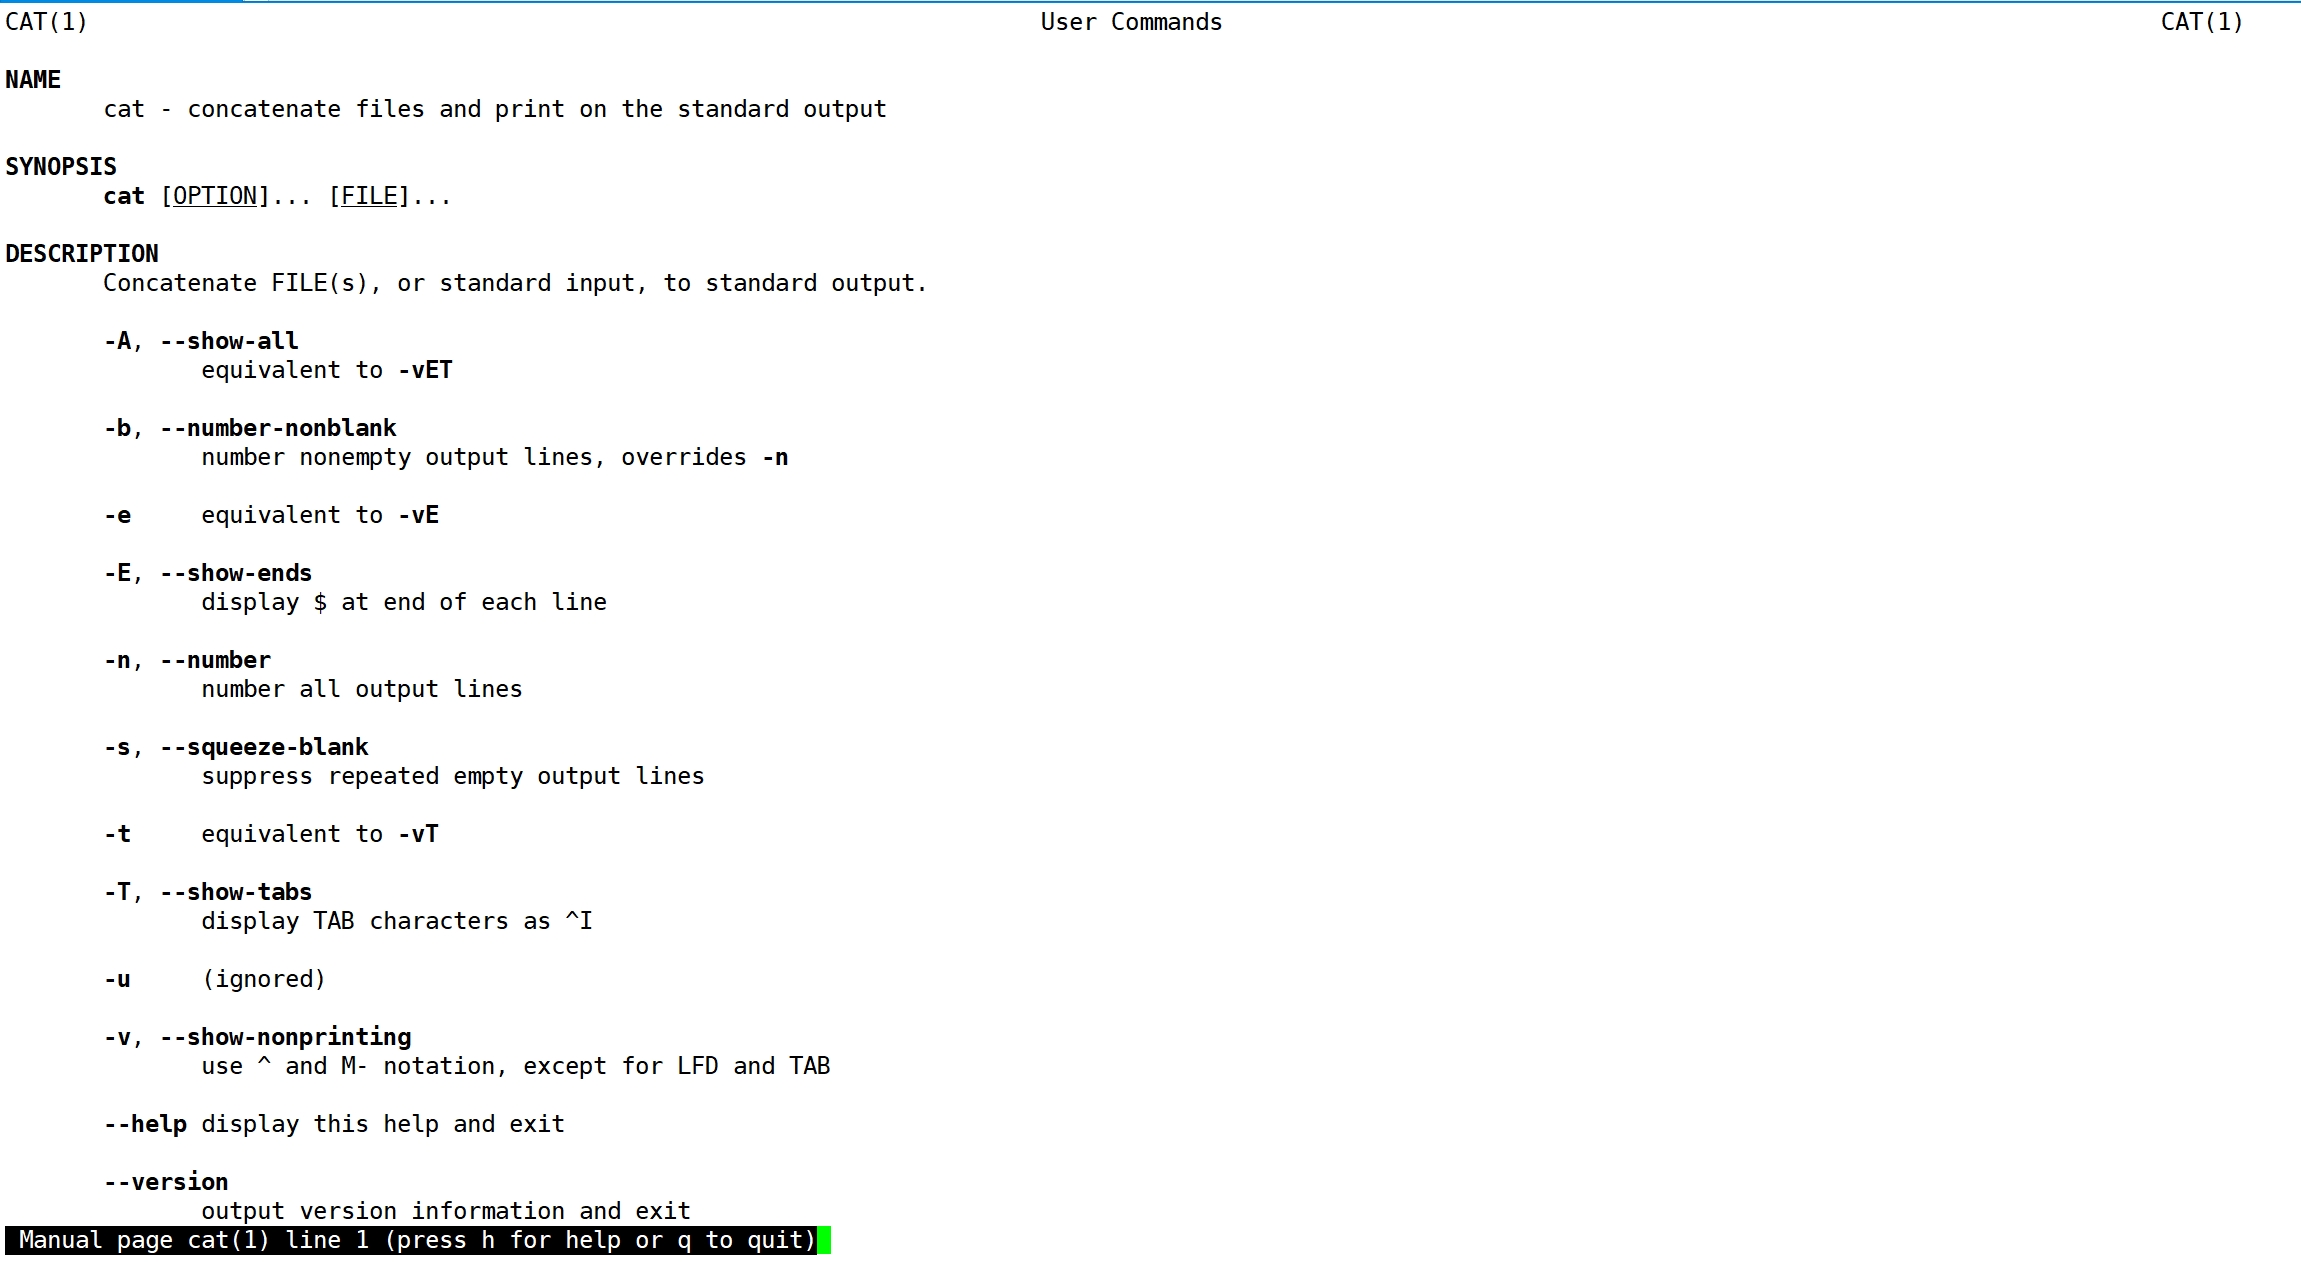 CAT(1) User Commands CAT(1)
NAME
cat - concatenate files and print on the standard output
SYNOPSIS
cat [OPTION]... [FILE]...
DESCRIPTION
Concatenate FILE(s), or standard input, to standard output.
-A, --show-all
equivalent to -vET
-b, --number-nonblank
number nonempty output lines, overrides -n
-e equivalent to -vE
-E, --show-ends
display $ at end of each line
-n, --number
number all output lines
-s, --squeeze-blank
suppress repeated empty output lines
-t equivalent to -vT
-T, --show-tabs
display TAB characters as ^I
-u (ignored)
-v, --show-nonprinting
use ^ and M- notation, except for LFD and TAB
--help display this help and exit
--version
output version information and exit
Manual page cat(1) line 1 (press h for help or q to quit)